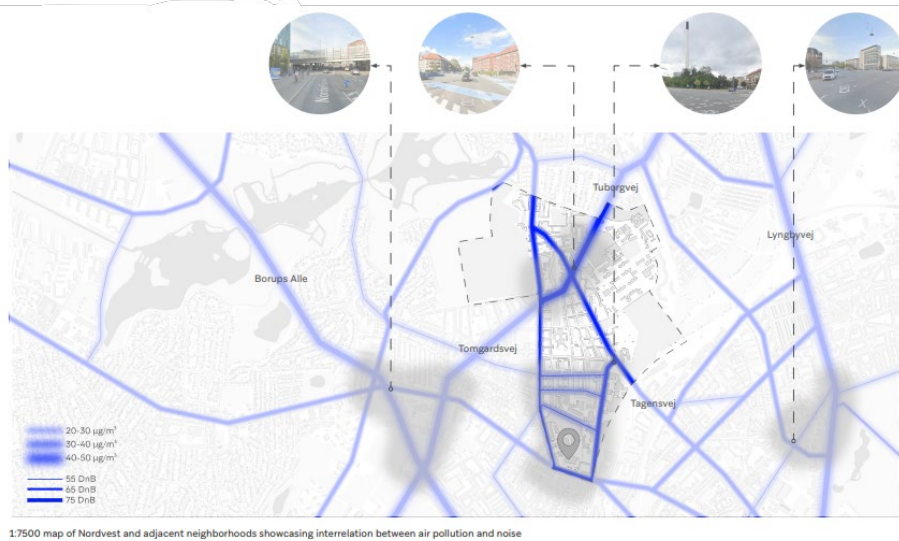 Tuborgvej
Lyngbyvej
Borups Alle
Tomgardsvej
Tagensvej
20-30 µg/m³
30-40 µg/m³
40-50 µg/m³
55 DnB
65 DnB
75 DnB
1:7500 map of Nordvest and adjacent neighborhoods showcasing interrelation between air pollution and noise